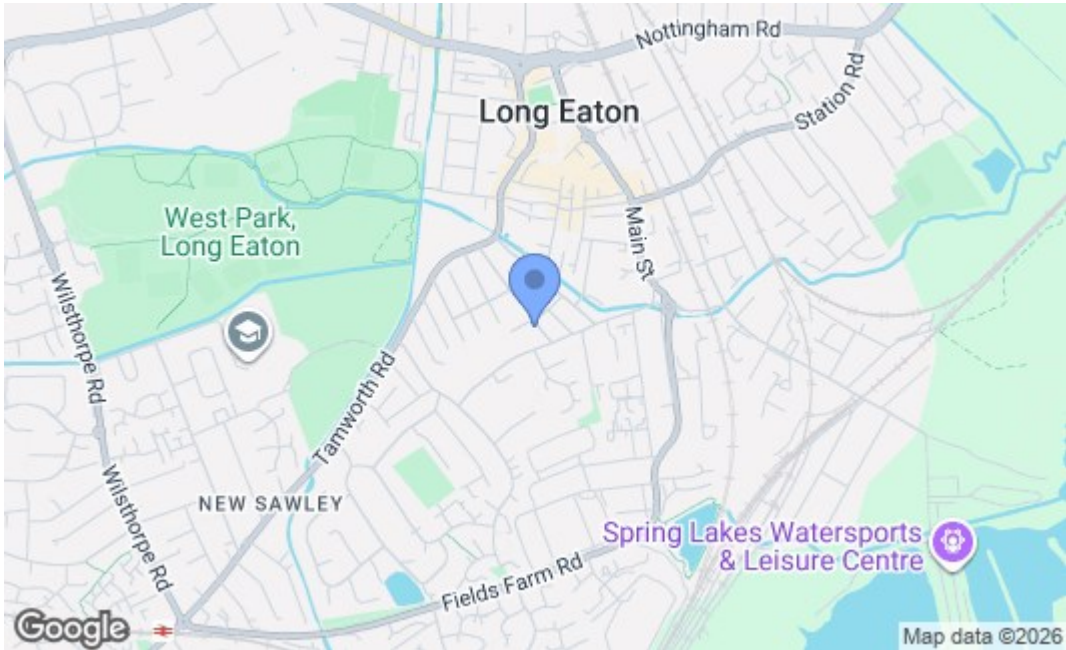 Nottingham Rd
Long Eaton
Station Rd
West Park,
Long Eaton
Main St
Wilsthorpe Rd
Tamworth Rd
Wilsthorpe Rd
NEW SAWLEY
Spring Lakes Watersports
& Leisure Centre
Fields Farm Rd
Google
Map data ©2026